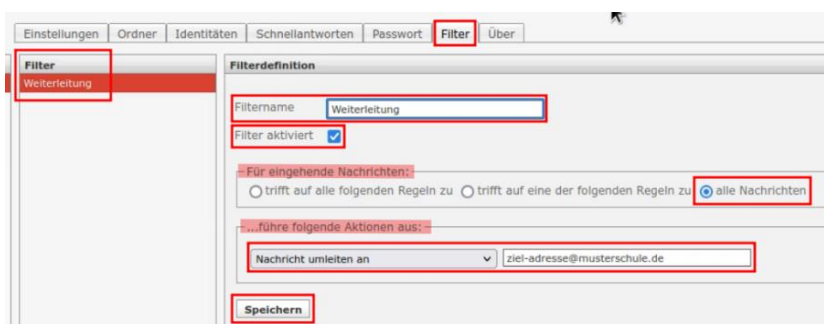 Einstellungen Ordner Identitäten Schnellantworten Passwort Filter Über
Filter
Weiterleitung
Filterdefinition
Filtername Weiterleitung
Filter aktiviert
Für eingehende Nachrichten:
trifft auf alle folgenden Regeln zu trifft auf eine der folgenden Regeln zu alle Nachrichten
...führe folgende Aktionen aus:
Nachricht umleiten an ziel-adresse@musterschule.de
Speichern